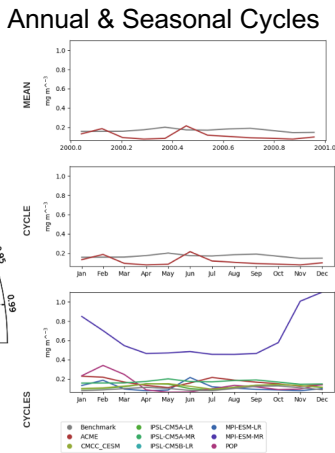 Annual & Seasonal Cycles
MEAN
mg m^-3
1.0
0.8
0.6
0.4
0.2
2000.0 2000.2 2000.4 2000.6 2000.8 2001.0
CYCLE
mg m^-3
1.0
0.8
0.6
0.4
0.2
Jan Feb Mar Apr May Jun Jul Aug Sep Oct Nov Dec
CYCLES
mg m^-3
1.0
0.8
0.6
0.4
0.2
Jan Feb Mar Apr May Jun Jul Aug Sep Oct Nov Dec
0.99
Benchmark IPSL-CM5A-LR MPI-ESM-LR
ACME IPSL-CM5A-MR MPI-ESM-MR
CMCC_CESM IPSL-CM5B-LR POP